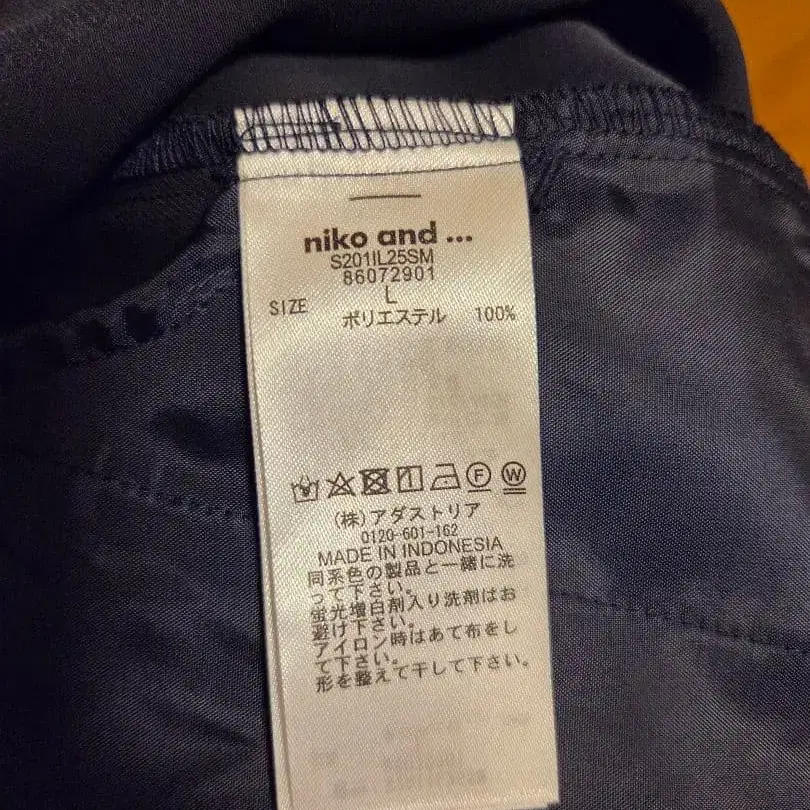 niko and ...
S201IL25SM
86072901
SIZE L
ポリエステル 100%
F W
(株)アダストリア
0120-601-162
MADE IN INDONESIA
同系色の製品と一緒に洗
って下さい。
蛍光増白剤入り洗剤はお
避け下さい。
アイロン時はあて布をし
て下さい。
形を整えて干して下さい。